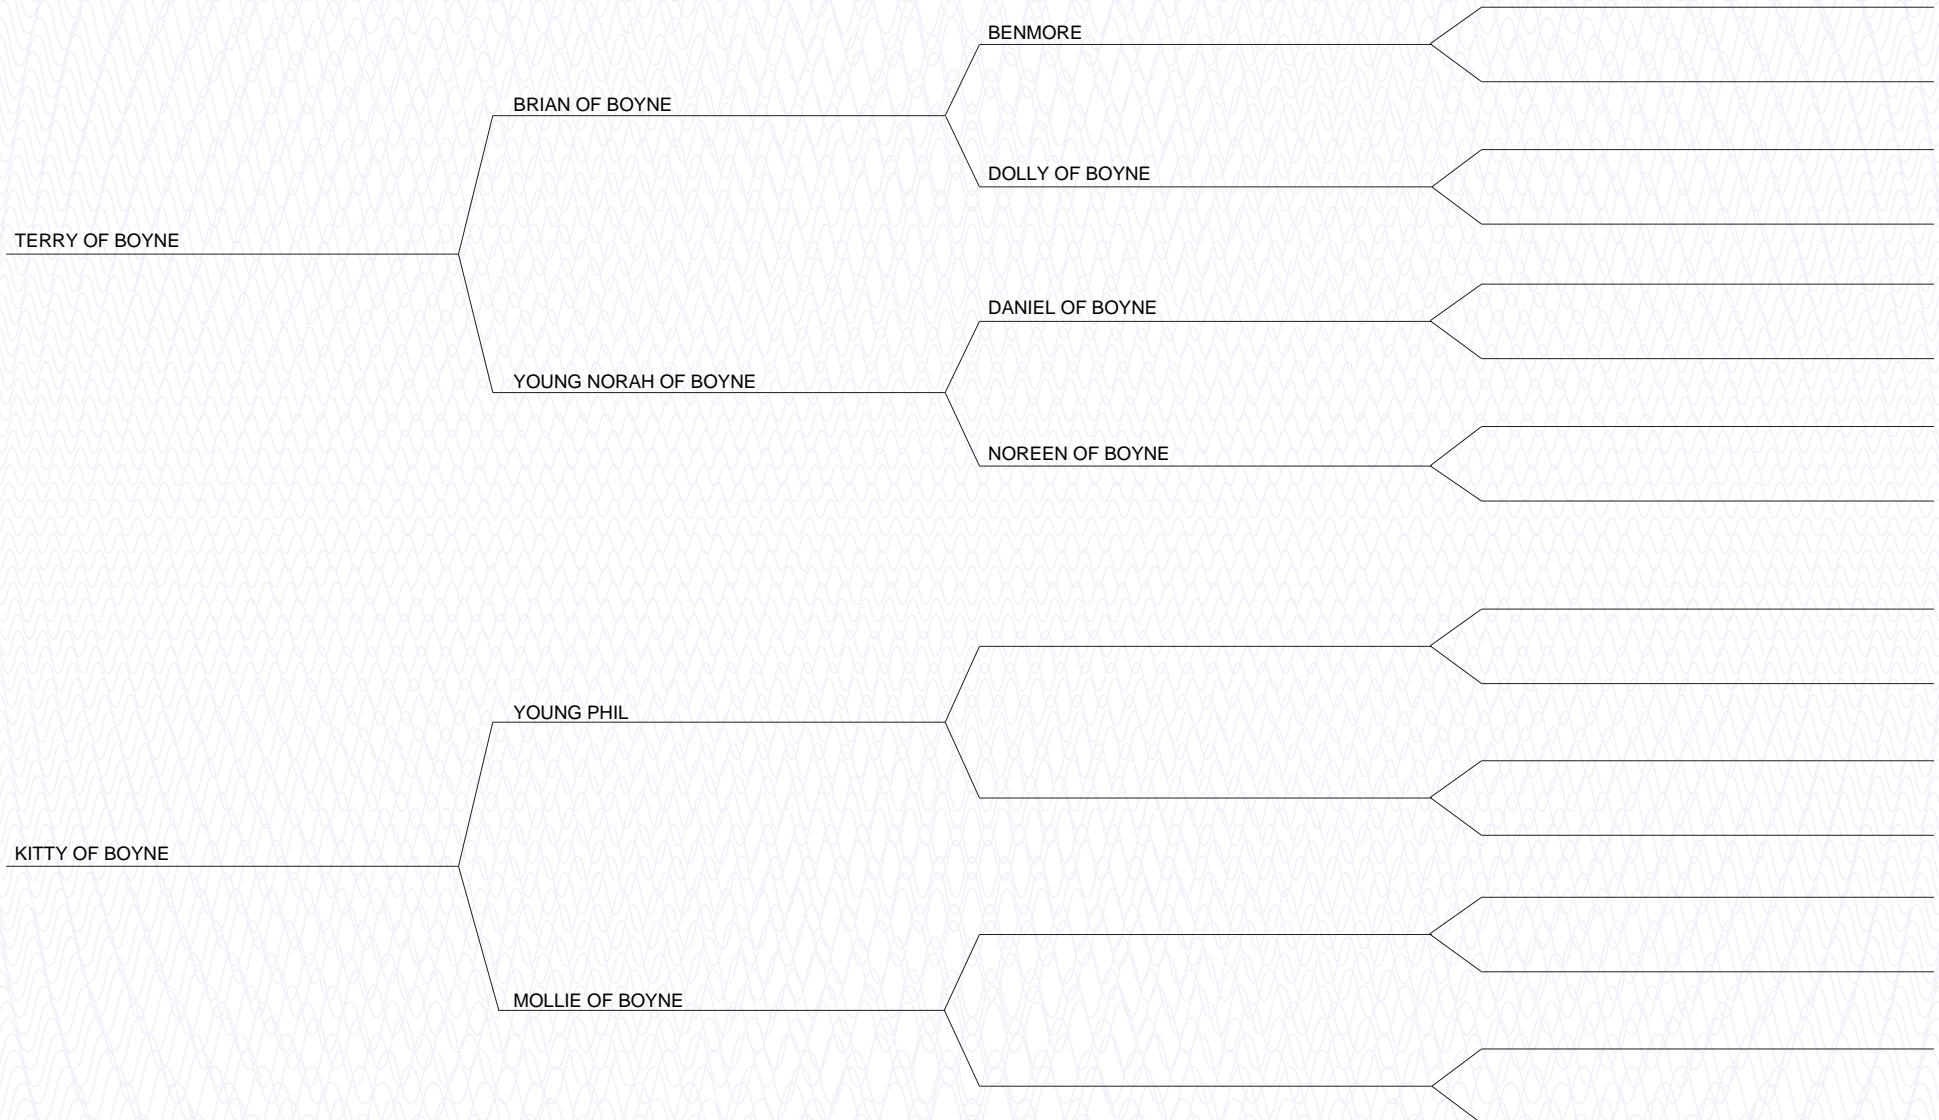 BENMORE
BRIAN OF BOYNE
DOLLY OF BOYNE
TERRY OF BOYNE
DANIEL OF BOYNE
YOUNG NORAH OF BOYNE
NOREEN OF BOYNE
YOUNG PHIL
KITTY OF BOYNE
MOLLIE OF BOYNE